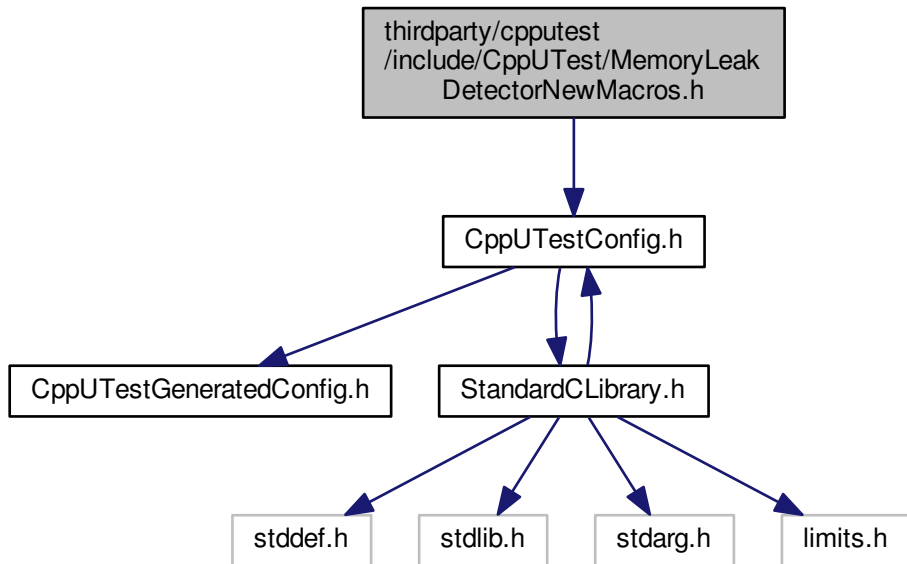 thirdparty/cpputest
/include/CppUTest/MemoryLeak
DetectorNewMacros.h
CppUTestConfig.h
CppUTestGeneratedConfig.h
StandardCLibrary.h
stddef.h
stdlib.h
stdarg.h
limits.h